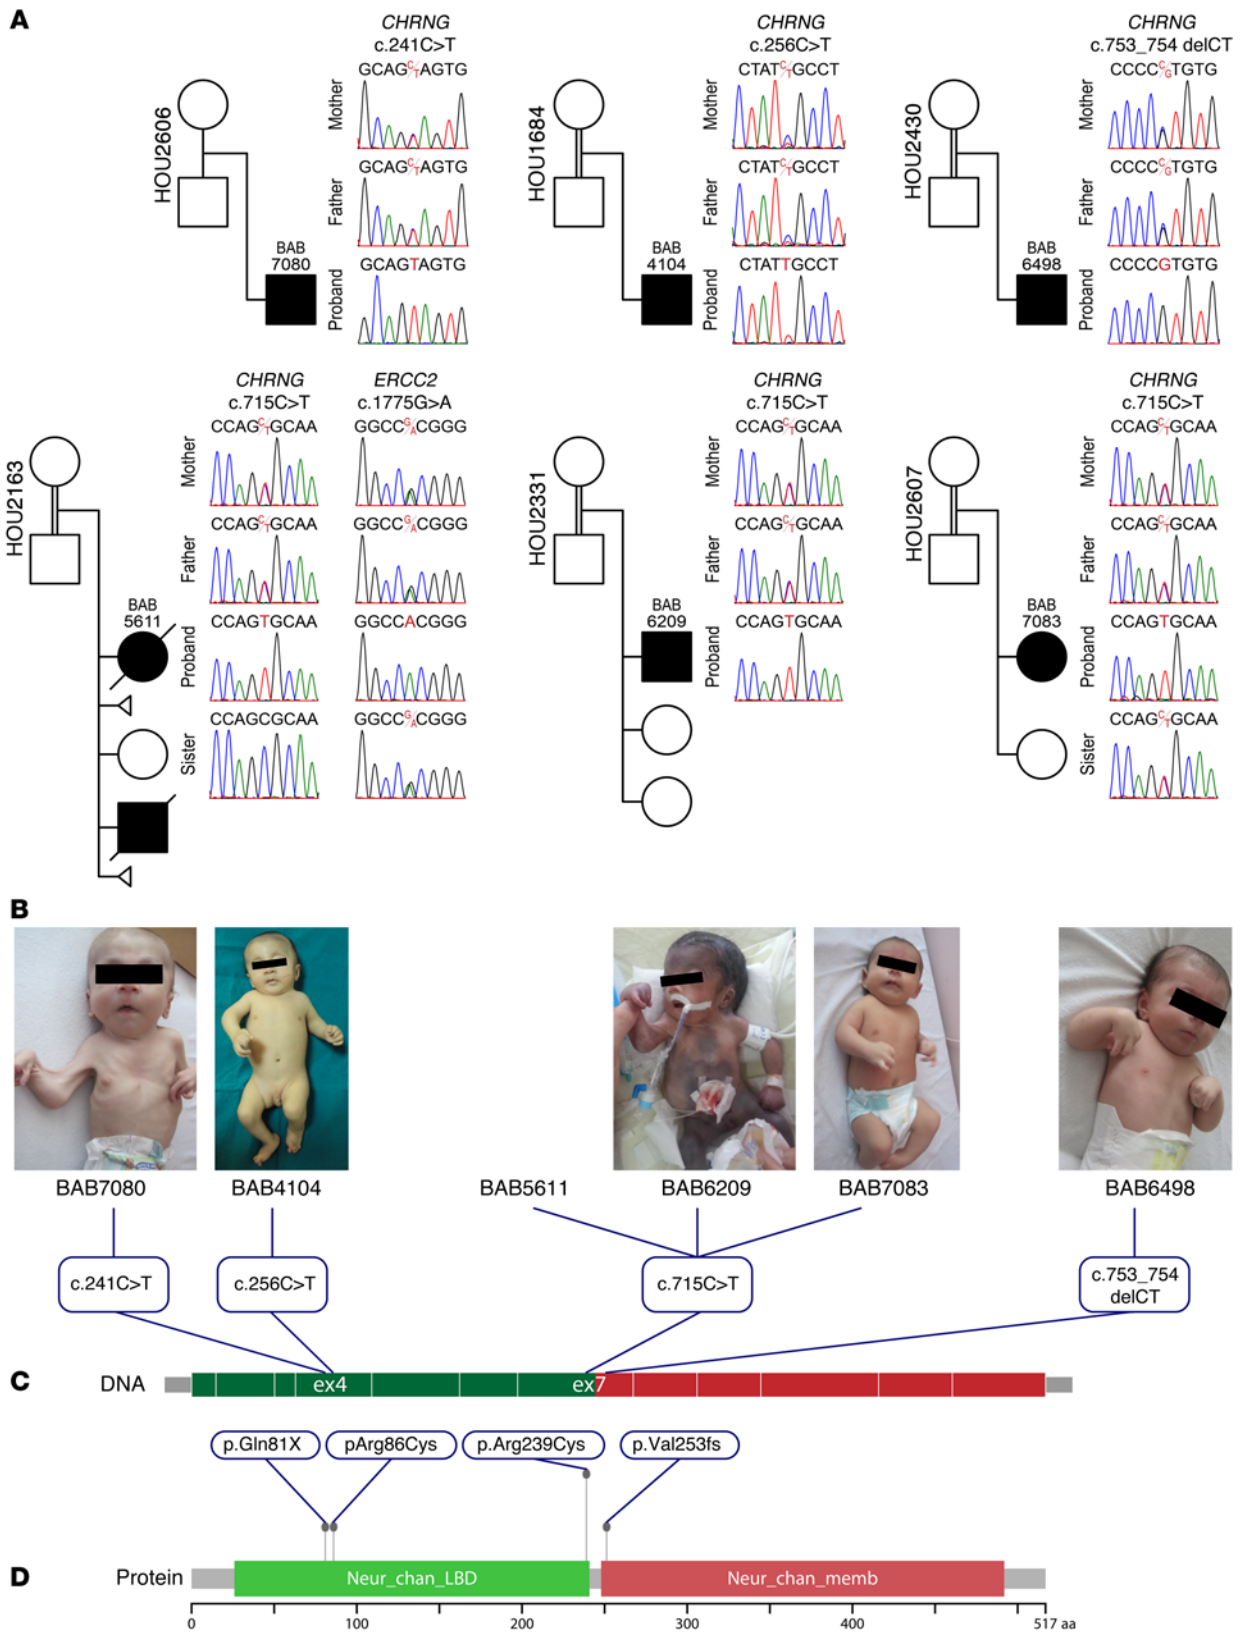 A
CHRNG
c.241C>T
GCAGC/TAGTG
HOU2606
Mother
GCAGC/TAGTG
Father
BAB
7080
GCAGTAGTG
Proband
CHRNG
c.256C>T
CTATC/TGCCT
HOU1684
Mother
CTATC/TGCCT
Father
BAB
4104
CTATTGCCT
Proband
CHRNG
c.753_754 delCT
CCCCC/GTGTG
HOU2430
Mother
CCCCC/GTGTG
Father
BAB
6498
CCCCGTGTG
Proband
CHRNG
c.715C>T
ERCC2
c.1775G>A
CCAGC/TGCAA
GGCCG/ACGGG
HOU2163
Mother
CCAGC/TGCAA
GGCCG/ACGGG
Father
BAB
5611
CCAGTGCAA
GGCCACGGG
Proband
CCAGCGCAA
GGCCG/ACGGG
Sister
CHRNG
c.715C>T
CCAGC/TGCAA
HOU2331
Mother
CCAGC/TGCAA
Father
BAB
6209
CCAGTGCAA
Proband
CHRNG
c.715C>T
CCAGC/TGCAA
HOU2607
Mother
CCAGC/TGCAA
Father
BAB
7083
CCAGTGCAA
Proband
CCAGC/TGCAA
Sister
B
BAB7080
BAB4104
BAB5611
BAB6209
BAB7083
BAB6498
c.241C>T
c.256C>T
c.715C>T
c.753_754
delCT
C
DNA
ex4
ex7
p.Gln81X
pArg86Cys
p.Arg239Cys
p.Val253fs
D
Protein
Neur_chan_LBD
Neur_chan_memb
0
100
200
300
400
517 aa